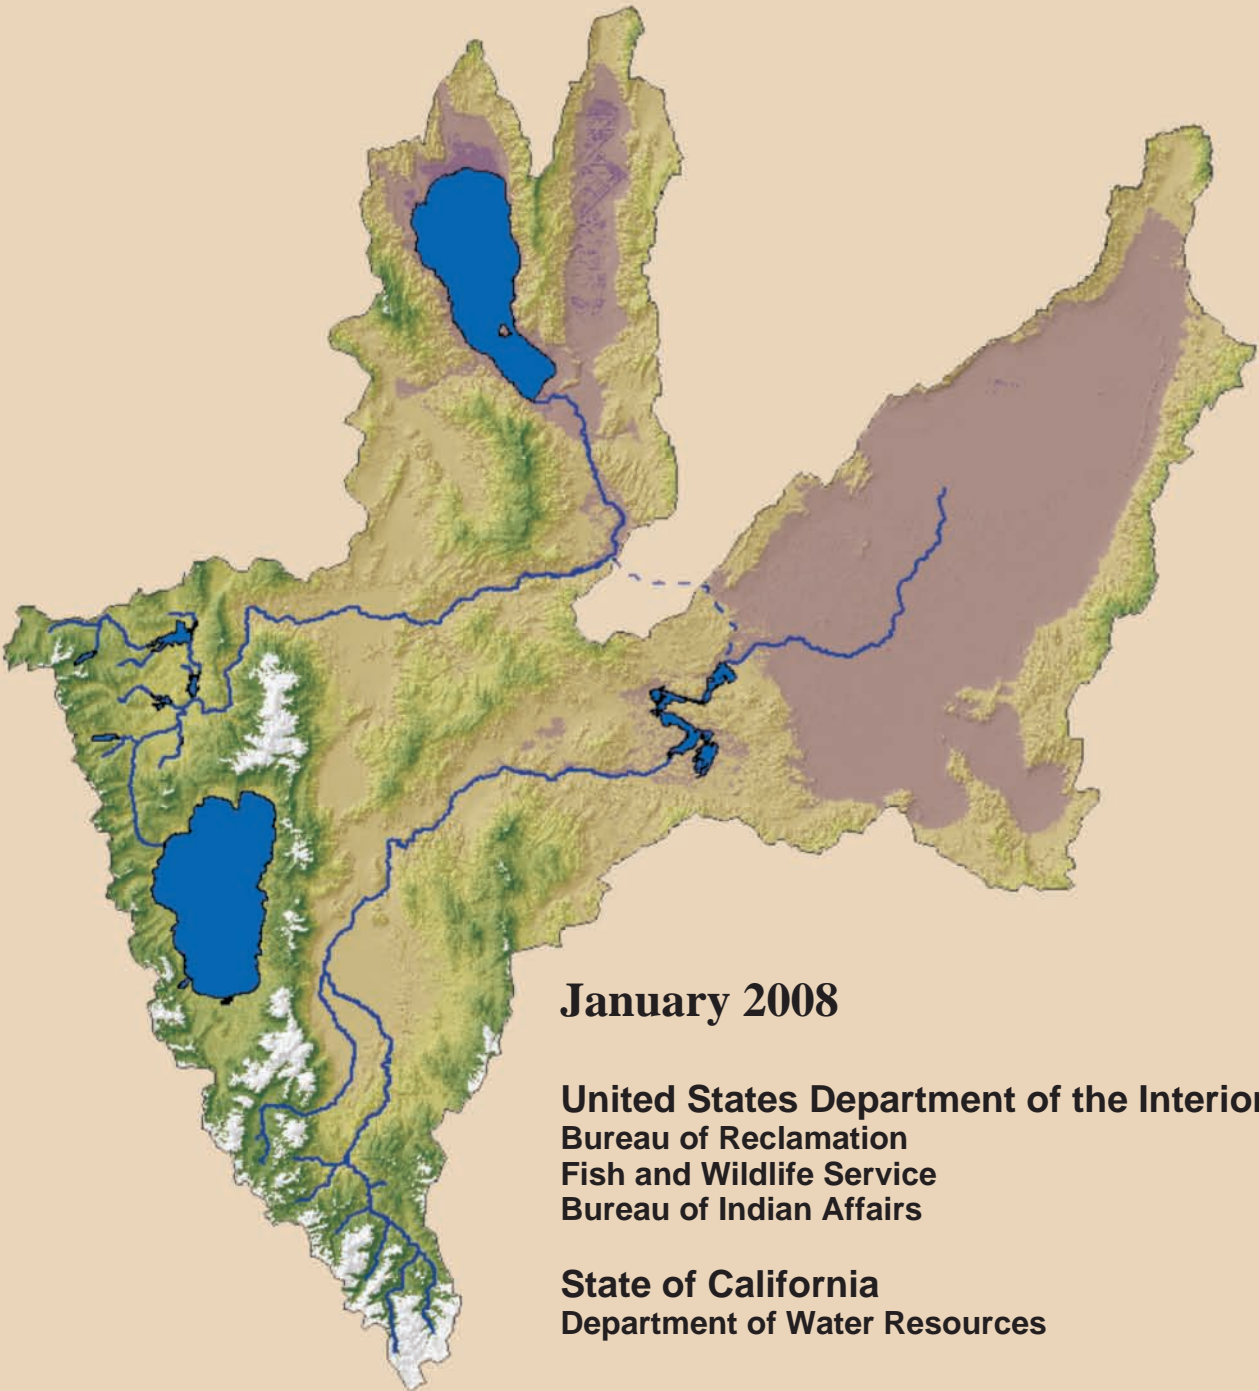 January 2008
United States Department of the Interior
Bureau of Reclamation
Fish and Wildlife Service
Bureau of Indian Affairs
State of California
Department of Water Resources